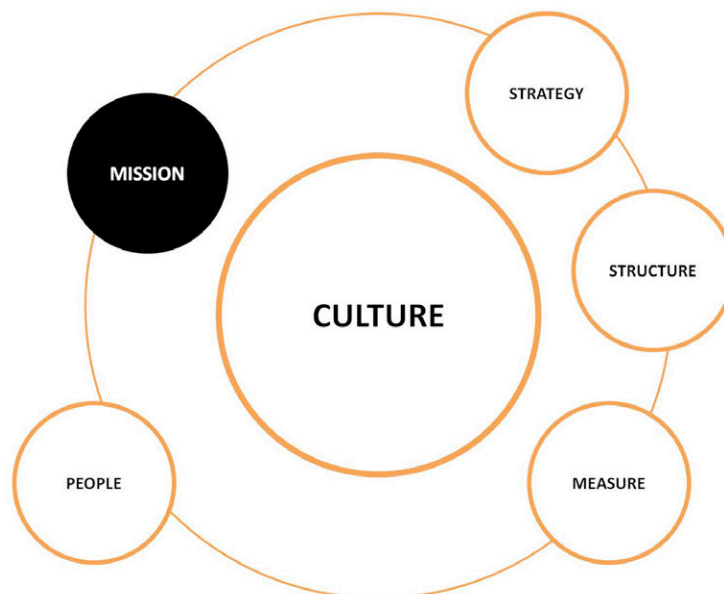 STRATEGY
MISSION
STRUCTURE
CULTURE
PEOPLE
MEASURE